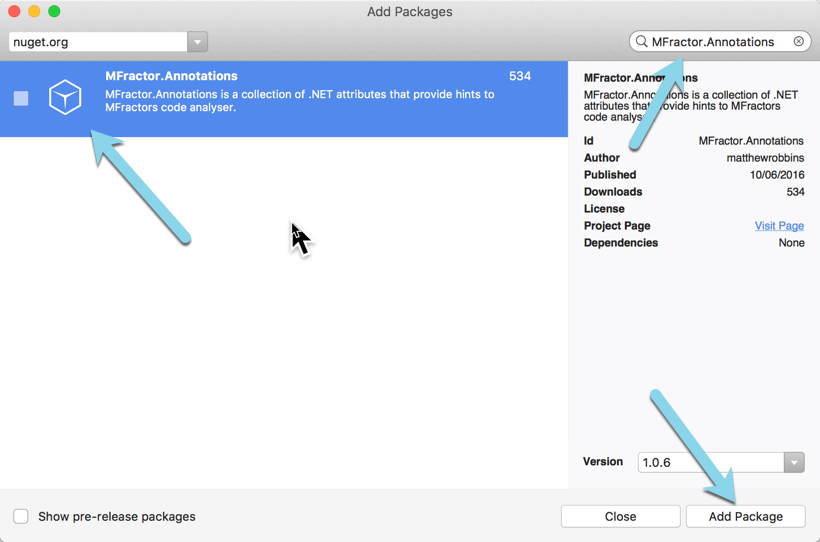 Add Packages
nuget.org
MFractor.Annotations
MFractor.Annotations 534
MFractor.Annotations is a collection of .NET attributes that provide hints to
MFractors code analyser.
MFractor.Annotations
MFractor.Annotations is a collection of .NET
attributes that provide hints to MFractors
code analyser.
Id MFractor.Annotations
Author matthewrobbins
Published 10/06/2016
Downloads 534
License
Project Page Visit Page
Dependencies None
Version 1.0.6
Show pre-release packages
Close
Add Package